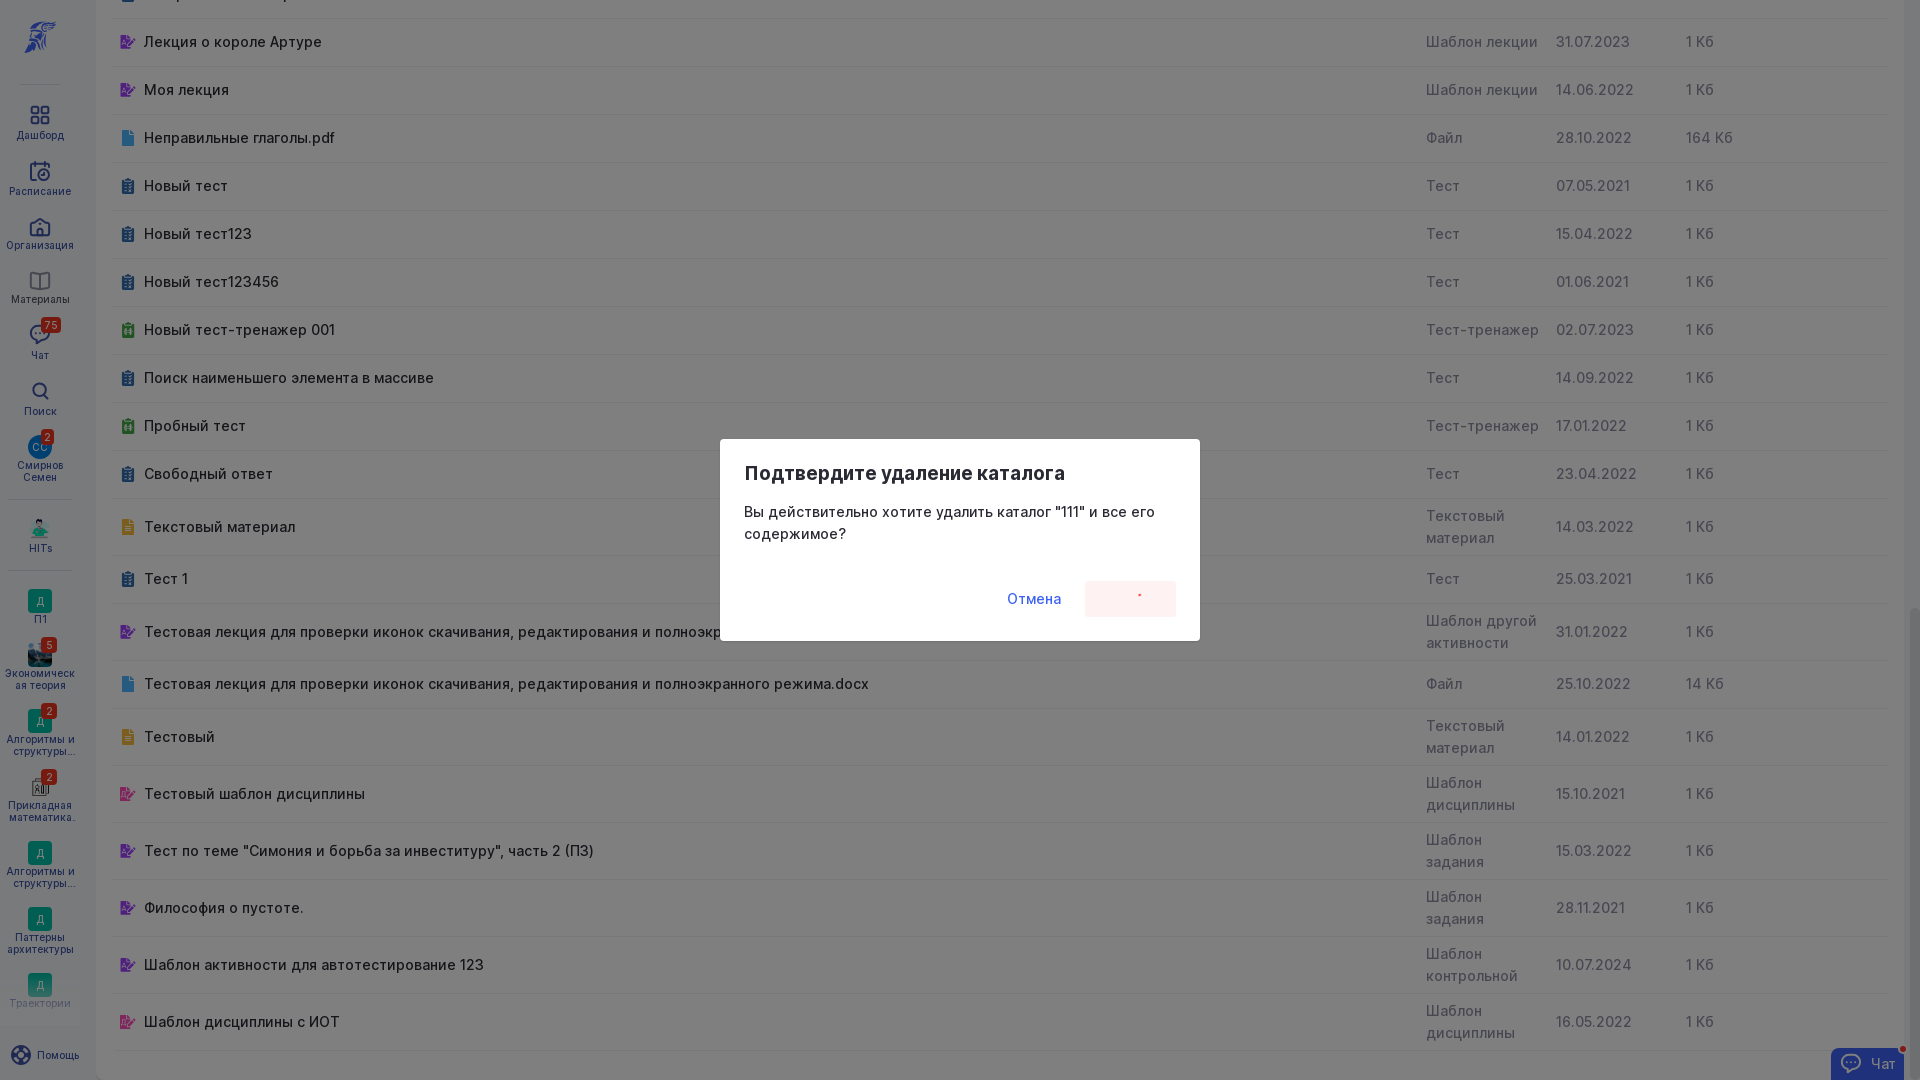 Лекция о короле Артуре Шаблон лекции 31.07.2023 1 Кб
Моя лекция Шаблон лекции 14.06.2022 1 Кб
Неправильные глаголы.pdf Файл 28.10.2022 164 Кб
Новый тест Тест 07.05.2021 1 Кб
Новый тест123 Тест 15.04.2022 1 Кб
Новый тест123456 Тест 01.06.2021 1 Кб
Новый тест-тренажер 001 Тест-тренажер 02.07.2023 1 Кб
Поиск наименьшего элемента в массиве Тест 14.09.2022 1 Кб
Пробный тест Тест-тренажер 17.01.2022 1 Кб
Свободный ответ Тест 23.04.2022 1 Кб
Текстовый материал Текстовый
материал 14.03.2022 1 Кб
Тест 1 Тест 25.03.2021 1 Кб
Тестовая лекция для проверки иконок скачивания, редактирования и полноэкр Шаблон другой
активности 31.01.2022 1 Кб
Тестовая лекция для проверки иконок скачивания, редактирования и полноэкранного режима.docx Файл 25.10.2022 14 Кб
Тестовый Текстовый
материал 14.01.2022 1 Кб
Тестовый шаблон дисциплины Шаблон
дисциплины 15.10.2021 1 Кб
Тест по теме "Симония и борьба за инвеституру", часть 2 (ПЗ) Шаблон
задания 15.03.2022 1 Кб
Философия о пустоте. Шаблон
задания 28.11.2021 1 Кб
Шаблон активности для автотестирование 123 Шаблон
контрольной 10.07.2024 1 Кб
Шаблон дисциплины с ИОТ Шаблон
дисциплины 16.05.2022 1 Кб
Дашборд
Расписание
Организация
Материалы
75
Чат
Поиск
2
СС
Смирнов
Семен
HITs
Д
П1
5
Экономическ
ая теория
2
Д
Алгоритмы и
структуры...
2
Прикладная
математика.
Д
Алгоритмы и
структуры...
Д
Паттерны
архитектуры
Д
Траектории
Помощь
Подтвердите удаление каталога
Вы действительно хотите удалить каталог "111" и все его
содержимое?
Отмена
Чат